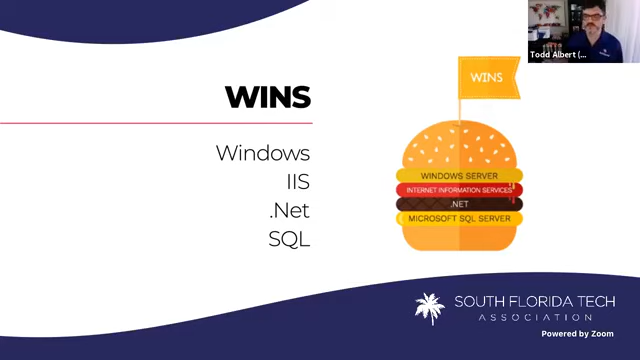 Todd Albert (...
WINS
Windows
IIS
.Net
SQL
WINS
WINDOWS SERVER
INTERNET INFORMATION SERVICES
.NET
MICROSOFT SQL SERVER
SOUTH FLORIDA TECH
ASSOCIATION
Powered by Zoom